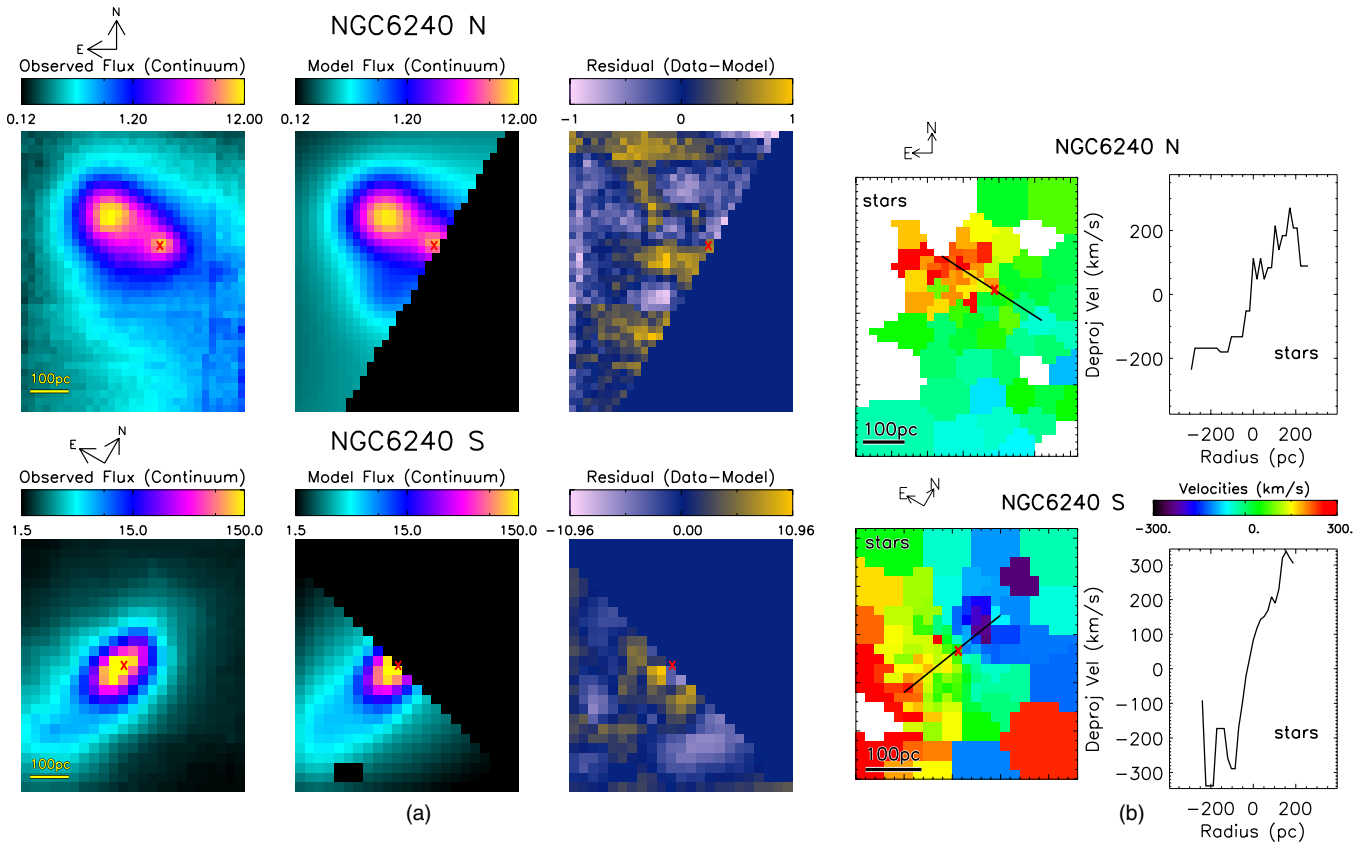 N
E
NGC6240 N
Observed Flux (Continuum)
Model Flux (Continuum)
Residual (Data-Model)
0.12 1.20 12.00
0.12 1.20 12.00
-1 0 1
X
X
X
100pc
N
E
NGC6240 S
Observed Flux (Continuum)
Model Flux (Continuum)
Residual (Data-Model)
1.5 15.0 150.0
1.5 15.0 150.0
-10.96 0.00 10.96
X
X
X
100pc
(a)
N
E
NGC6240 N
stars
X
100pc
Deproj Vel (km/s)
200
0
-200
stars
-200 0 200
Radius (pc)
N
E
NGC6240 S
Velocities (km/s)
-300. 0. 300.
stars
X
100pc
Deproj Vel (km/s)
300
200
100
0
-100
-200
-300
stars
-200 0 200
Radius (pc)
(b)